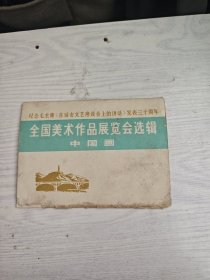 纪念毛主席《在延安文艺座谈会上的讲话》发表三十周年
全国美术作品展览会选辑
中国画